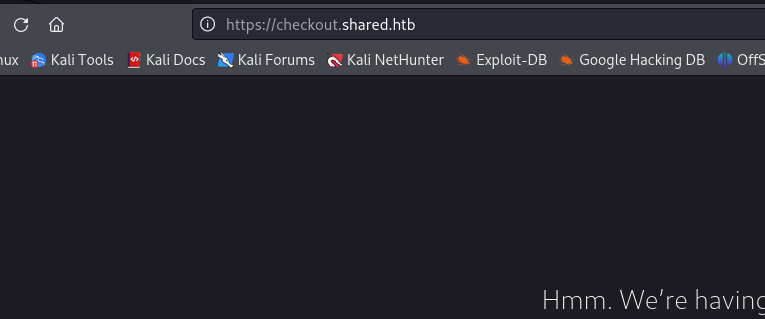 https://checkout.shared.htb
nux Kali Tools Kali Docs Kali Forums Kali NetHunter Exploit-DB Google Hacking DB OffS
Hmm. We're having